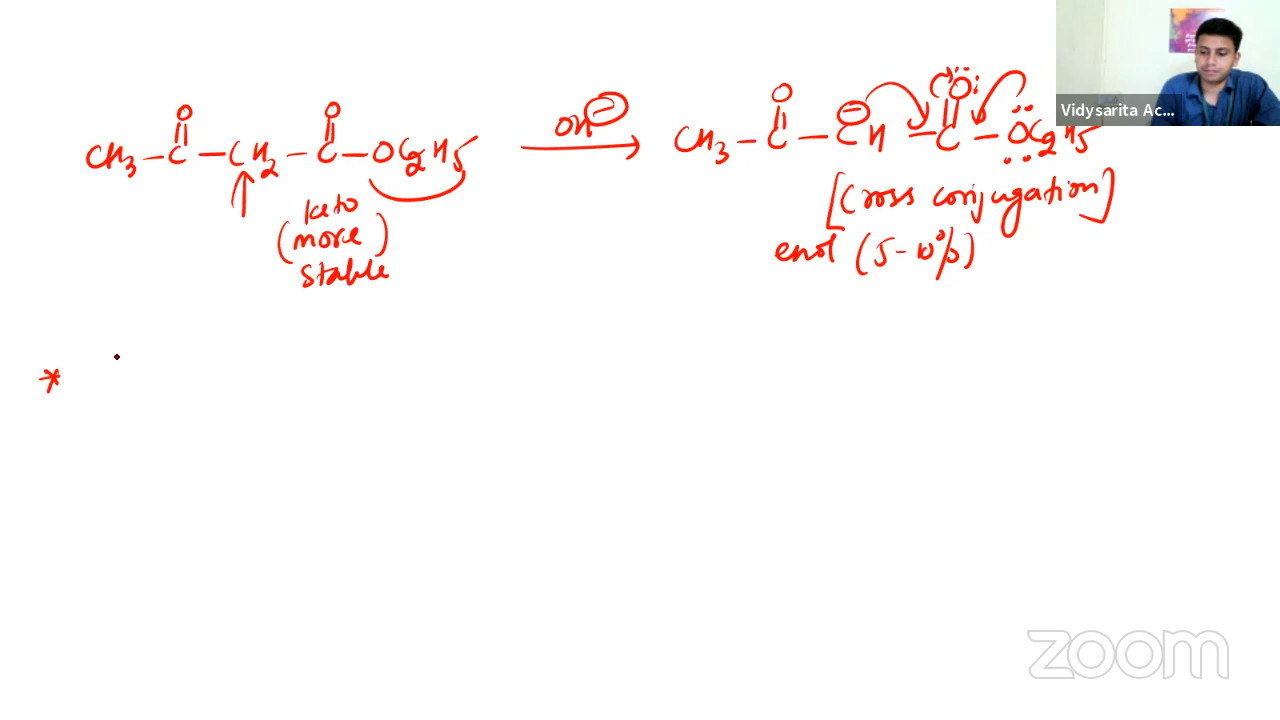 O O OH⊖ O O
CH3 – C – CH2 – C – OC2H5 → CH3 – C – CH – C – OC2H5
⊖
keto
(more)
stable
[Cross conjugation]
enol (5-10%)
*
Vidysarita Ac...
zoom